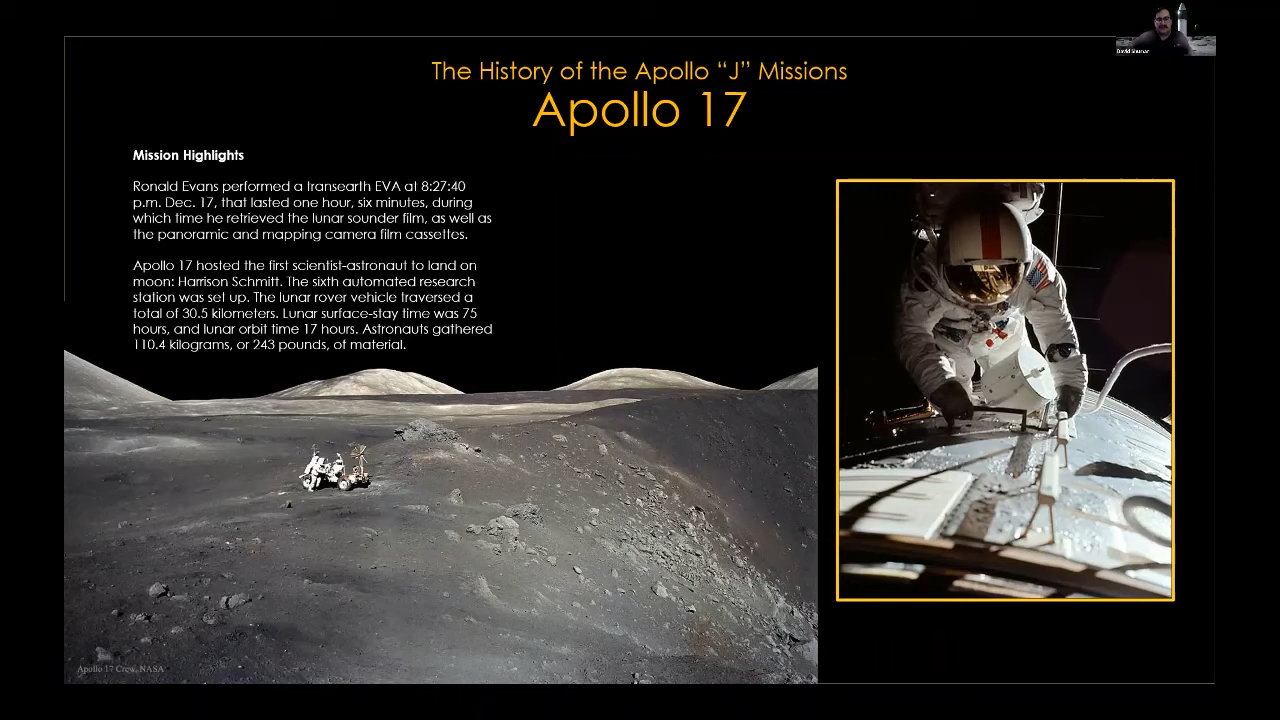 The History of the Apollo “J” Missions
Apollo 17
Mission Highlights
Ronald Evans performed a transearth EVA at 8:27:40
p.m. Dec. 17, that lasted one hour, six minutes, during
which time he retrieved the lunar sounder film, as well as
the panoramic and mapping camera film cassettes.
Apollo 17 hosted the first scientist-astronaut to land on
moon: Harrison Schmitt. The sixth automated research
station was set up. The lunar rover vehicle traversed a
total of 30.5 kilometers. Lunar surface-stay time was 75
hours, and lunar orbit time 17 hours. Astronauts gathered
110.4 kilograms, or 243 pounds, of material.
Apollo 17 Crew, NASA
David